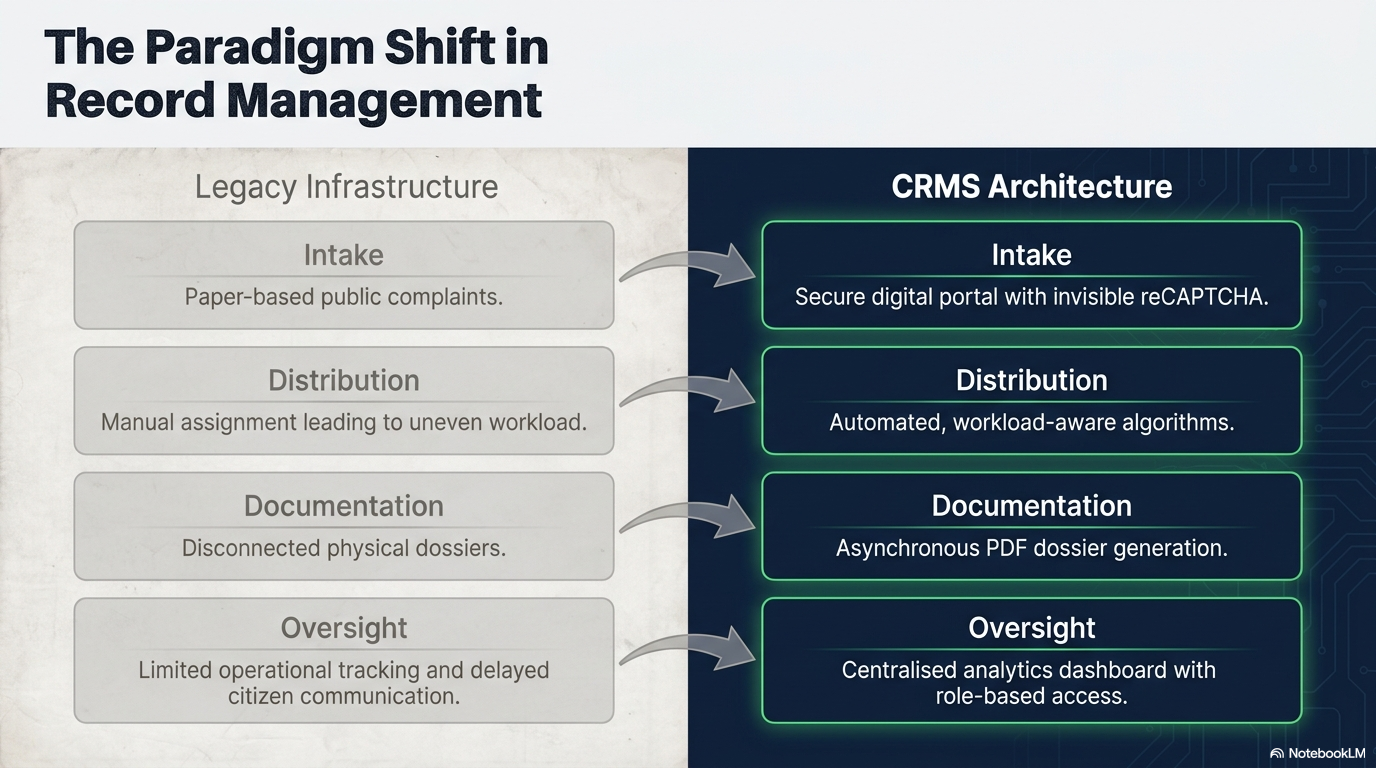 The Paradigm Shift in
Record Management
Legacy Infrastructure
Intake
Paper-based public complaints.
Distribution
Manual assignment leading to uneven workload.
Documentation
Disconnected physical dossiers.
Oversight
Limited operational tracking and delayed
citizen communication.
CRMS Architecture
Intake
Secure digital portal with invisible reCAPTCHA.
Distribution
Automated, workload-aware algorithms.
Documentation
Asynchronous PDF dossier generation.
Oversight
Centralised analytics dashboard with
role-based access.
NotebookLM